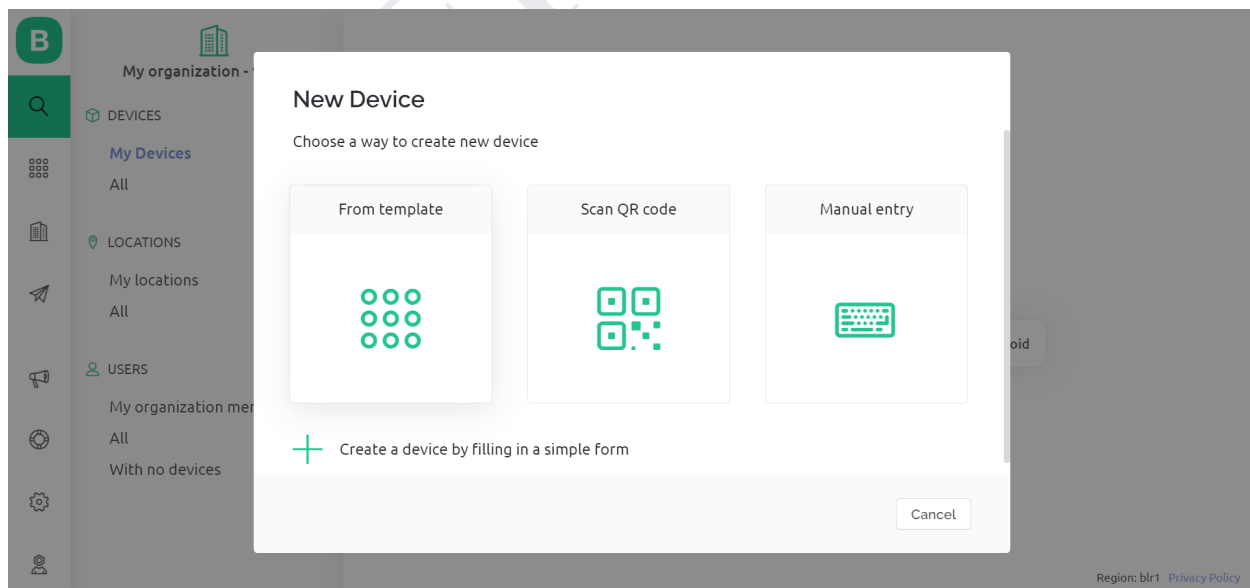 B
My organization -
DEVICES
My Devices
All
LOCATIONS
My locations
All
USERS
My organization mer
All
With no devices
New Device
Choose a way to create new device
From template
Scan QR code
Manual entry
Create a device by filling in a simple form
Cancel
oid
Region: blr1 Privacy Policy